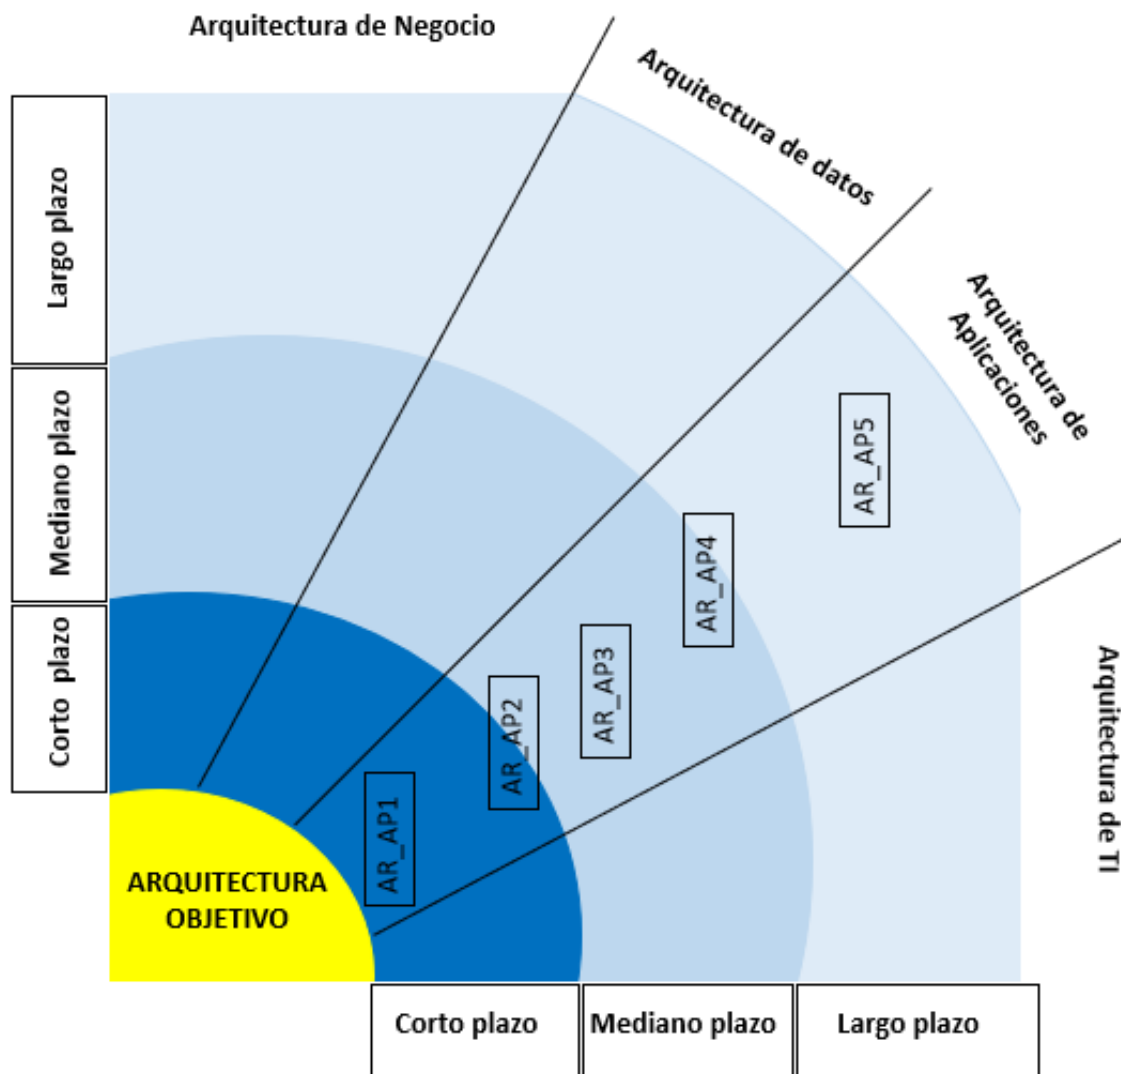 Arquitectura de Negocio
Arquitectura de datos
Arquitectura de
Aplicaciones
Arquitectura de TI
Largo plazo
Mediano plazo
Corto plazo
AR_AP5
AR_AP4
AR_AP3
AR_AP2
AR_AP1
ARQUITECTURA
OBJETIVO
Corto plazo
Mediano plazo
Largo plazo